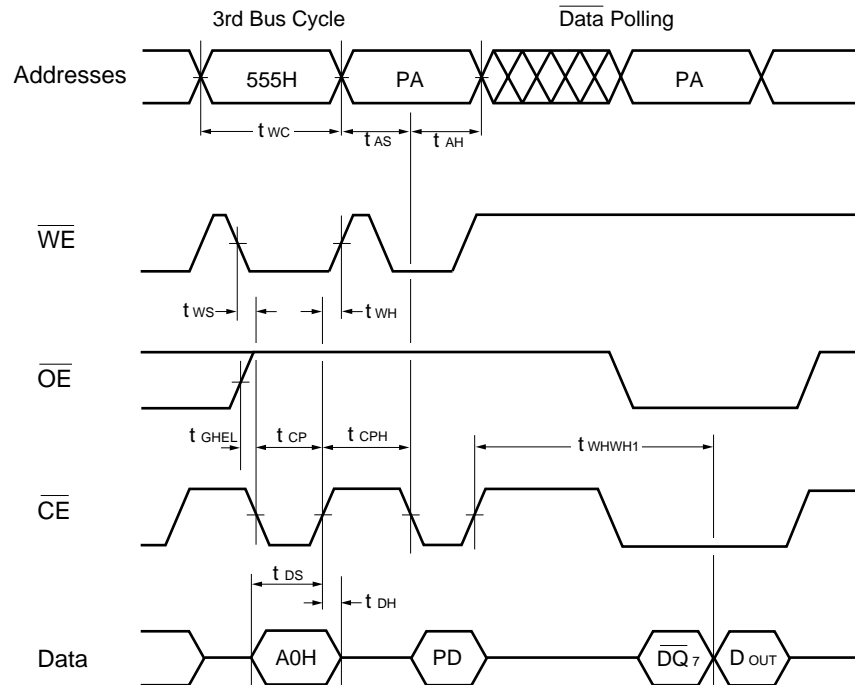 3rd Bus Cycle
Data Polling
Addresses
555H
PA
PA
t WC
t AS
t AH
WE
t WS
t WH
OE
t GHEL
t CP
t CPH
t WHWH1
CE
t DS
t DH
Data
A0H
PD
DQ 7
D OUT